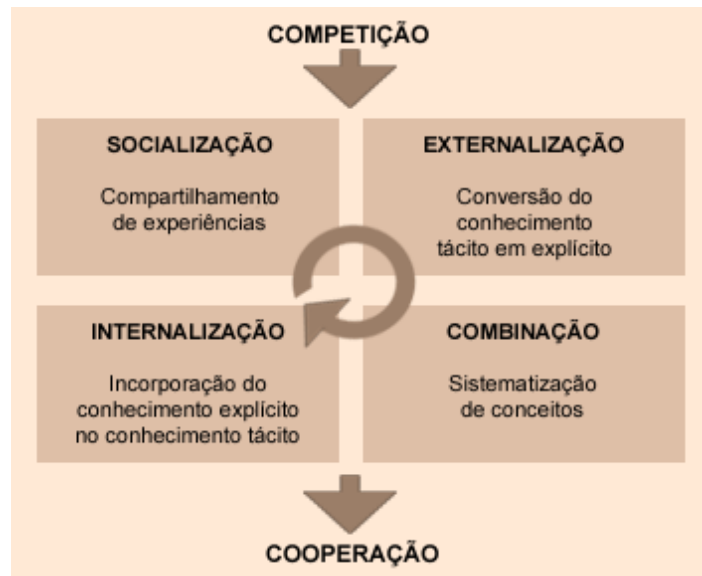 COMPETIÇÃO
SOCIALIZAÇÃO
Compartilhamento
de experiências
EXTERNALIZAÇÃO
Conversão do
conhecimento
tácito em explícito
INTERNALIZAÇÃO
Incorporação do
conhecimento explícito
no conhecimento tácito
COMBINAÇÃO
Sistematização
de conceitos
COOPERAÇÃO